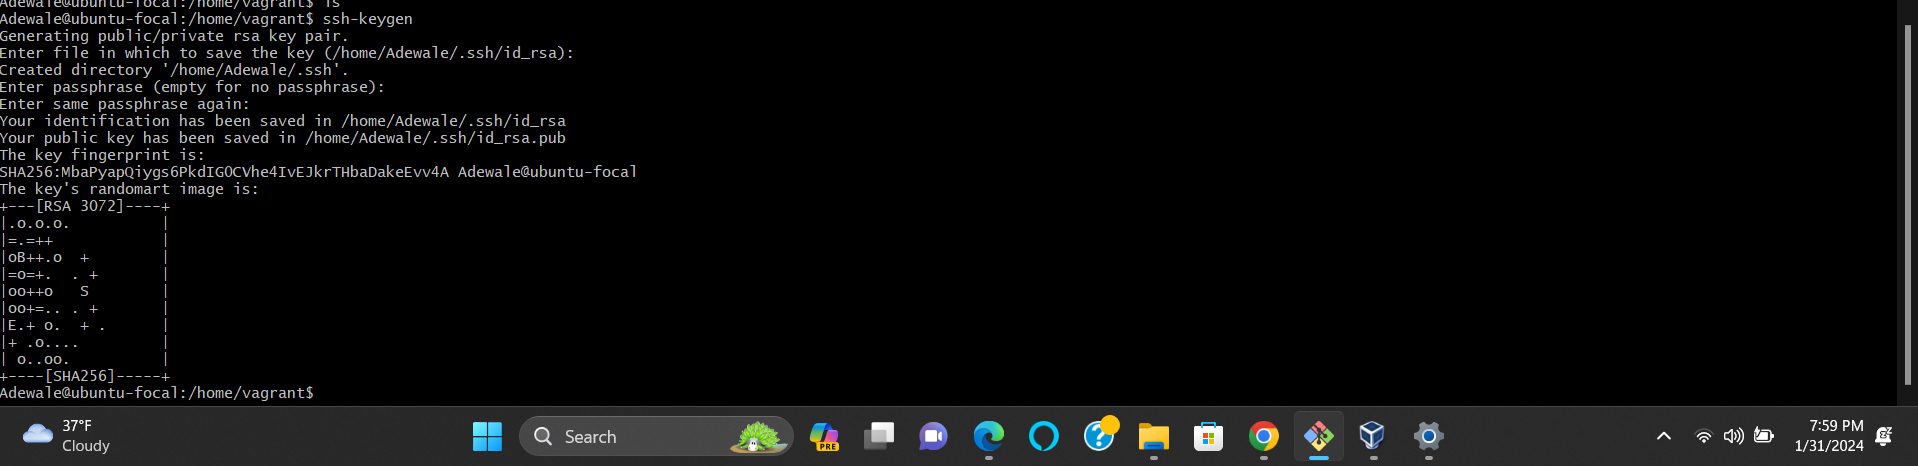 Adewale@ubuntu-focal:/home/vagrant$ ls
Adewale@ubuntu-focal:/home/vagrant$ ssh-keygen
Generating public/private rsa key pair.
Enter file in which to save the key (/home/Adewale/.ssh/id_rsa):
Created directory '/home/Adewale/.ssh'.
Enter passphrase (empty for no passphrase):
Enter same passphrase again:
Your identification has been saved in /home/Adewale/.ssh/id_rsa
Your public key has been saved in /home/Adewale/.ssh/id_rsa.pub
The key fingerprint is:
SHA256:MbaPyapQiygs6PkdIGOCVhe4IvEJkrTHbaDakeEvv4A Adewale@ubuntu-focal
The key's randomart image is:
+---[RSA 3072]----+
|.o.o.o.          |
|=.=++            |
|oB++.o  +        |
|=o=+.  . +       |
|oo++o   S        |
|oo+=.. . +       |
|E.+ o.  + .      |
|+ .o....         |
| o..oo.          |
+----[SHA256]-----+
Adewale@ubuntu-focal:/home/vagrant$
37°F
Cloudy
Search
PRE
7:59 PM
1/31/2024